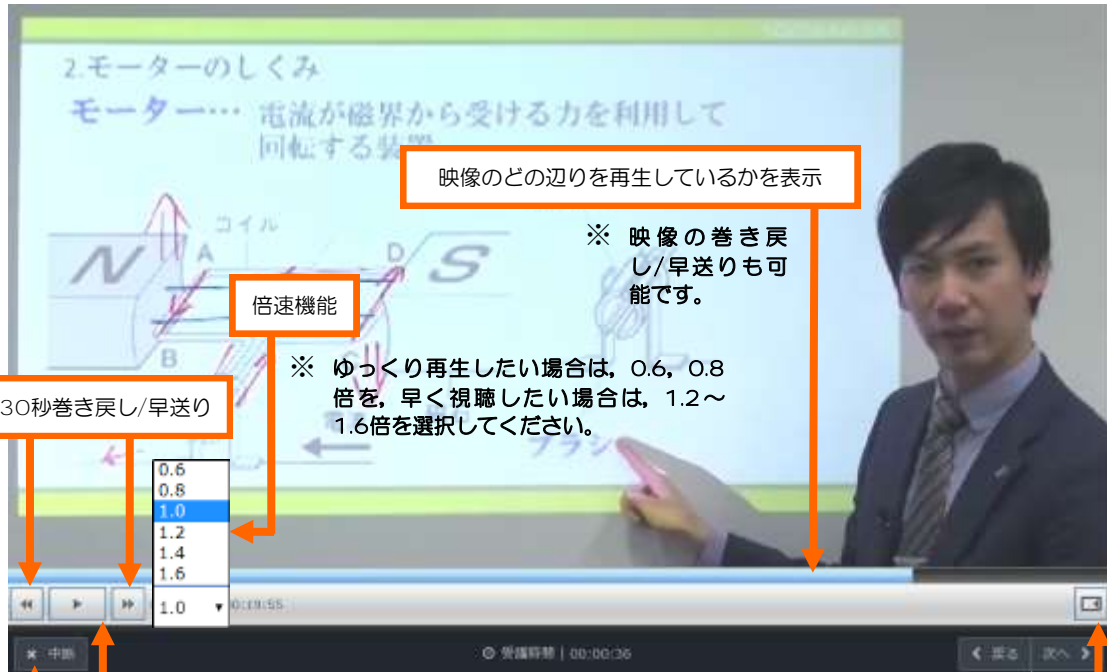 2.モーターのしくみ
モーター… 電流が磁界から受ける力を利用して
回転する装置
映像のどの辺りを再生しているかを表示
※ 映像の巻き戻
し/早送りも可
能です。
コイル
N
A
D
S
B
倍速機能
※ ゆっくり再生したい場合は，0.6，0.8
倍を，早く視聴したい場合は，1.2～
1.6倍を選択してください。
30秒巻き戻し/早送り
ブラシ
0.6
0.8
1.0
1.2
1.4
1.6
1.0
0:19:55
中断
受講時間 | 00:00:36
戻る
次へ